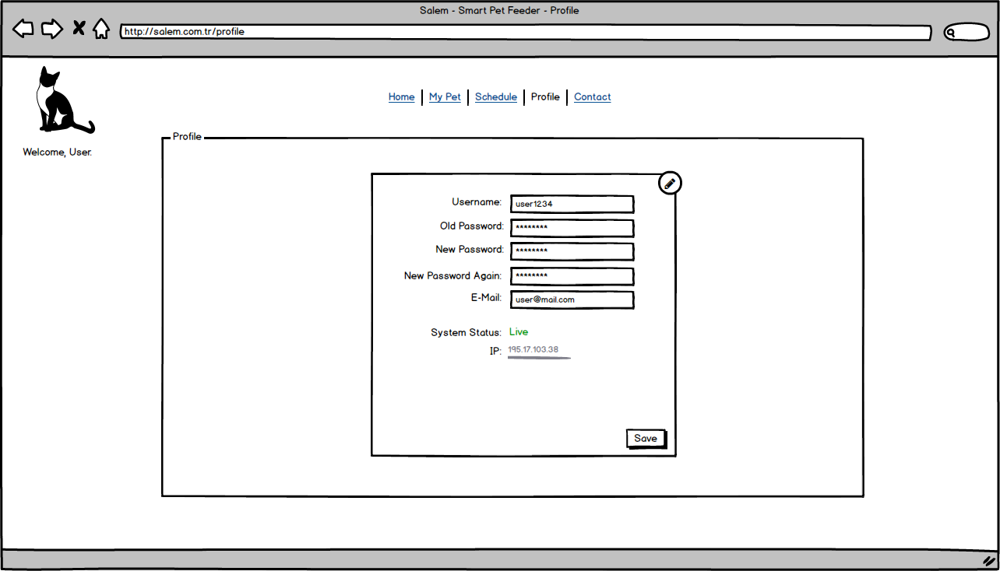 Salem - Smart Pet Feeder - Profile
http://salem.com.tr/profile
Home My Pet Schedule Profile Contact
Welcome, User.
Profile
Username: user1234
Old Password: ********
New Password: ********
New Password Again: ********
E-Mail: user@mail.com
System Status: Live
IP: 195.17.103.38
Save